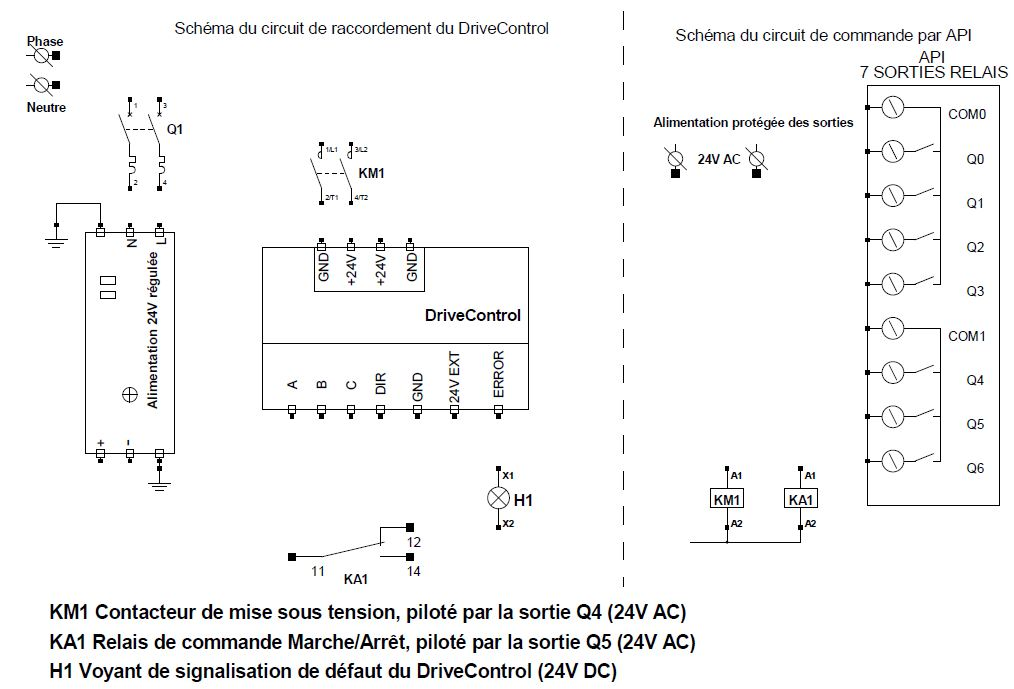 Schéma du circuit de raccordement du DriveControl
Schéma du circuit de commande par API
Phase
Neutre
1
3
Q1
2
4
1/L1
3/L2
KM1
2/T1
4/T2
N
L
Alimentation 24V régulée
+
-
GND
+24V
+24V
GND
DriveControl
A
B
C
DIR
GND
24V EXT
ERROR
X1
H1
X2
11
12
14
KA1
API
7 SORTIES RELAIS
Alimentation protégée des sorties
24V AC
COM0
Q0
Q1
Q2
Q3
COM1
Q4
Q5
Q6
A1
KM1
A2
A1
KA1
A2
KM1 Contacteur de mise sous tension, piloté par la sortie Q4 (24V AC)
KA1 Relais de commande Marche/Arrêt, piloté par la sortie Q5 (24V AC)
H1 Voyant de signalisation de défaut du DriveControl (24V DC)